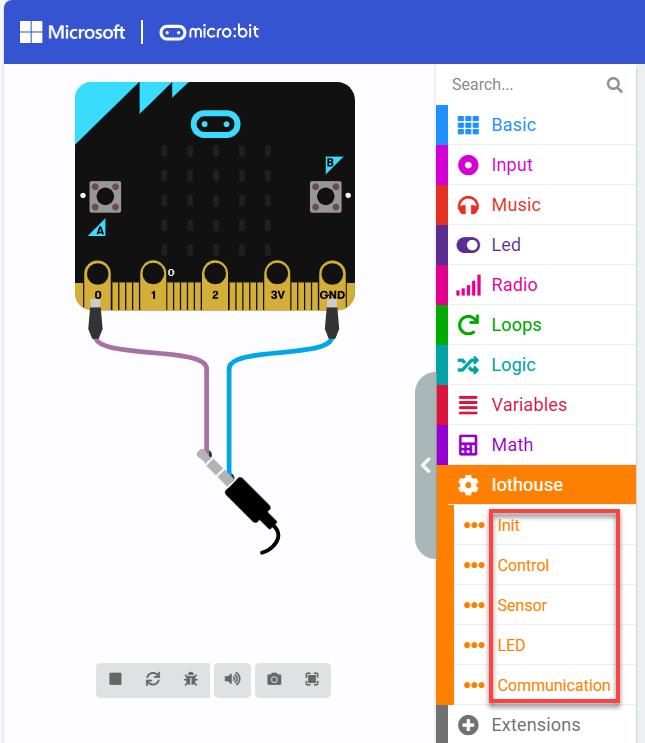 Microsoft
micro:bit
B
A
0
1
2
3V
GND
Search...
Basic
Input
Music
Led
Radio
Loops
Logic
Variables
Math
Iothouse
Init
Control
Sensor
LED
Communication
Extensions